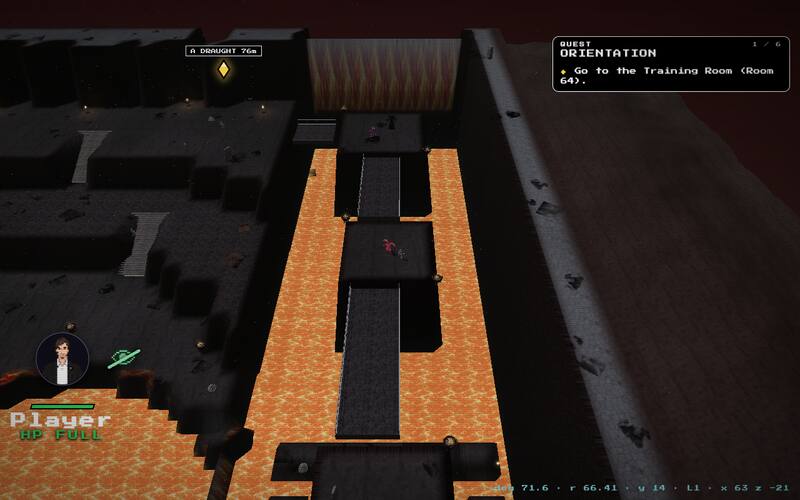 A DRAUGHT 76m
QUEST
1 / 6
ORIENTATION
Go to the Training Room (Room
64).
Player
HP FULL
deg 71.6 · r 66.41 · y 14 · L1 · x 63 z -21